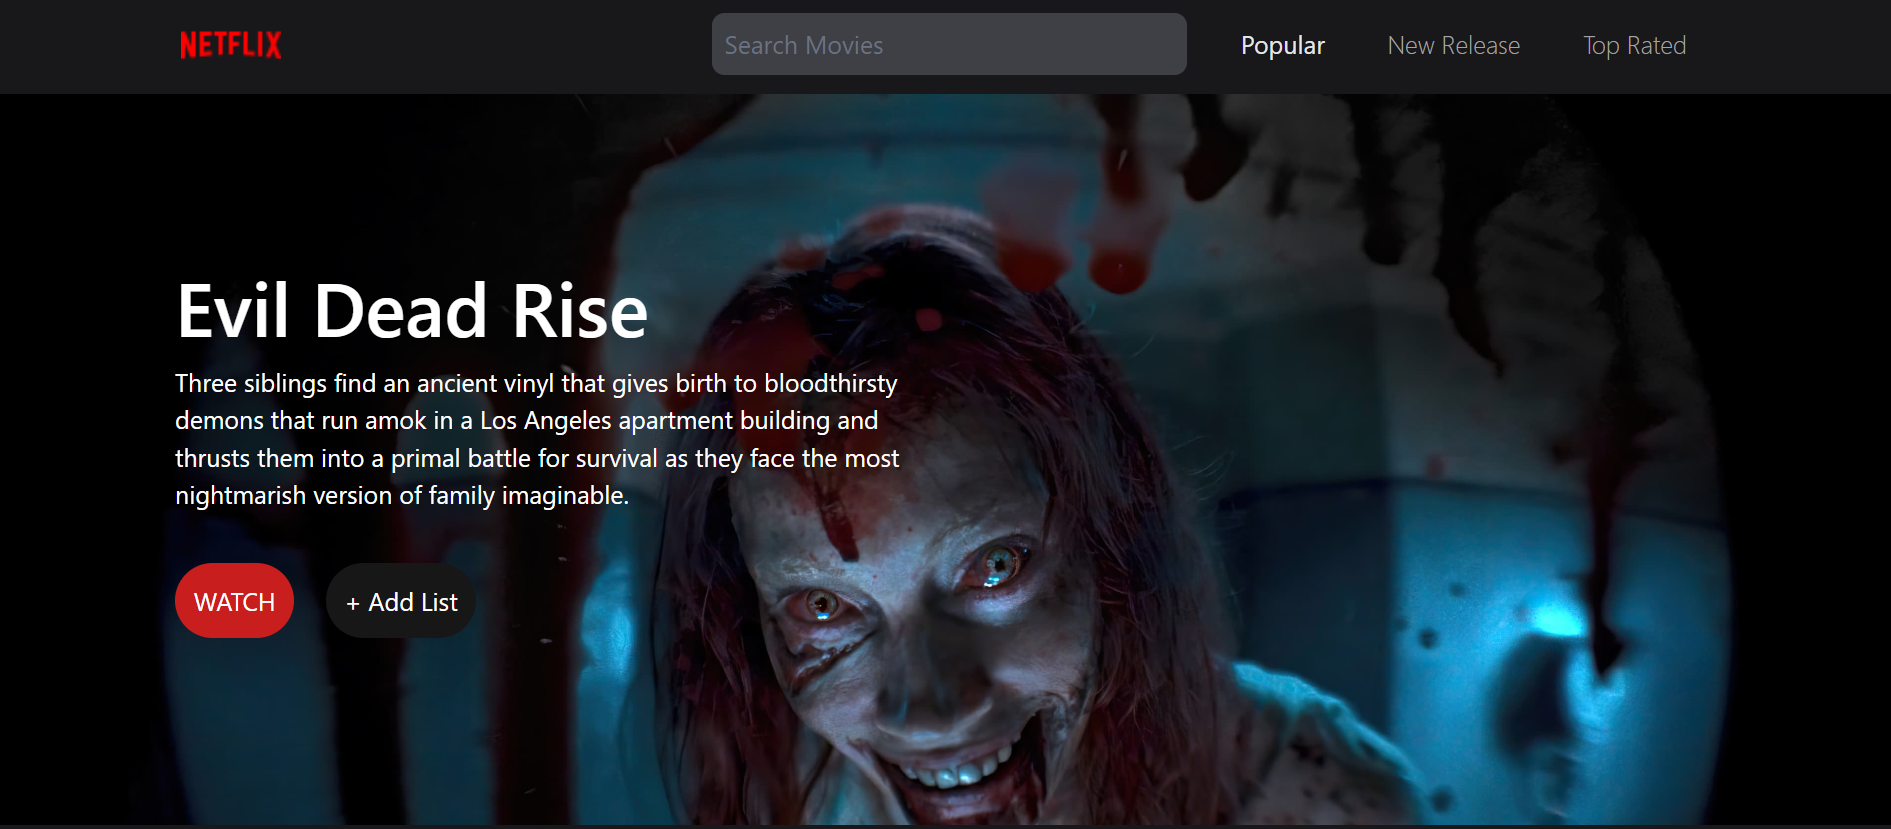 NETFLIX
Search Movies
Popular
New Release
Top Rated
Evil Dead Rise
Three siblings find an ancient vinyl that gives birth to bloodthirsty
demons that run amok in a Los Angeles apartment building and
thrusts them into a primal battle for survival as they face the most
nightmarish version of family imaginable.
WATCH
+ Add List